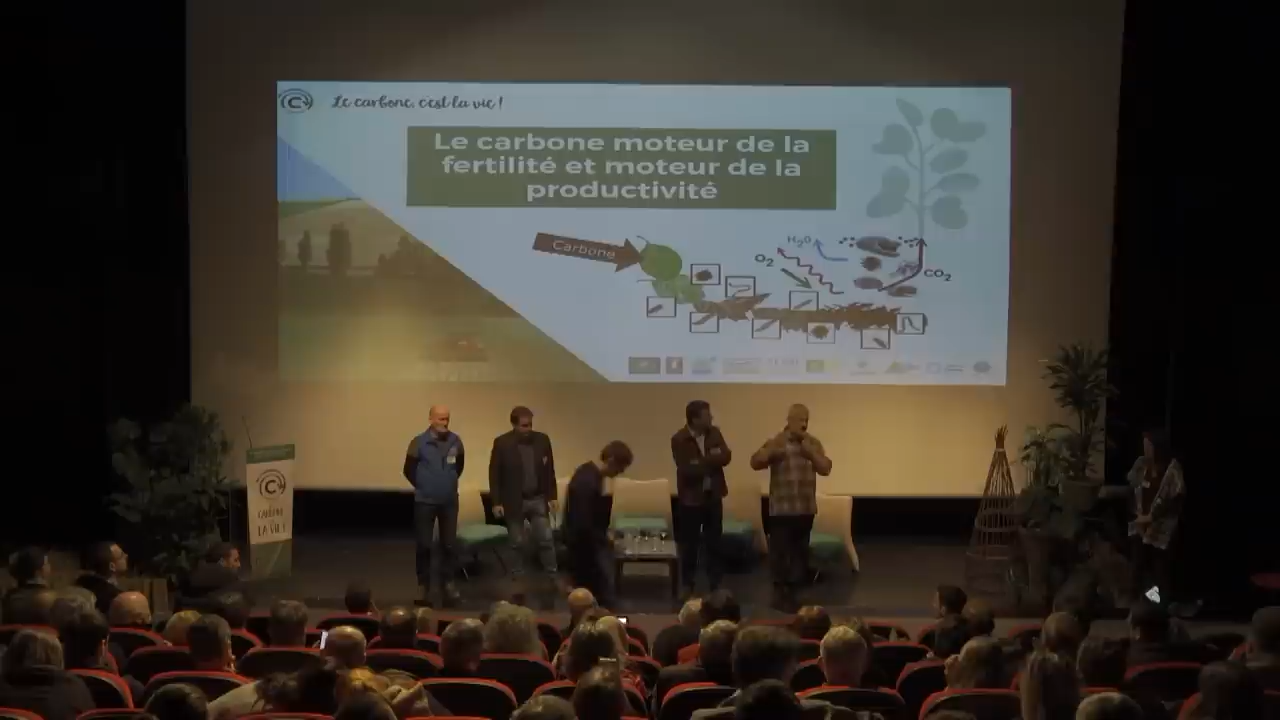 Le carbone, c'est la vie !
Le carbone moteur de la
fertilité et moteur de la
productivité
Carbone
H₂O
O₂
CO₂
C
CARBONE
LA VIE !